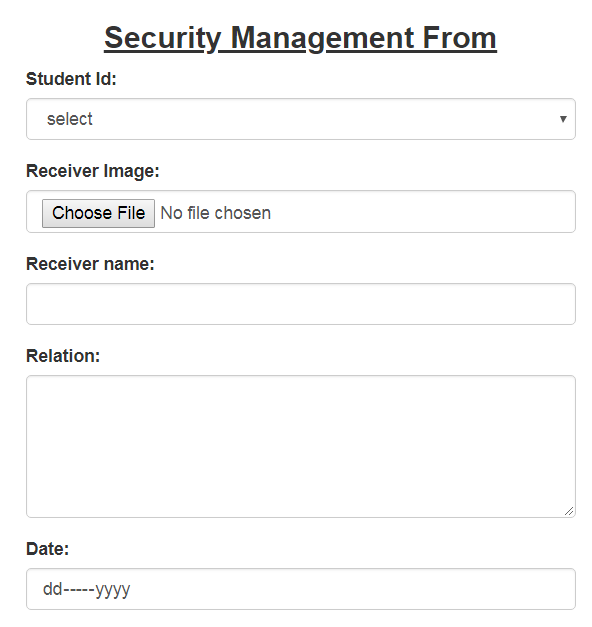 Security Management From
Student Id:
select
Receiver Image:
Choose File No file chosen
Receiver name:
Relation:
Date:
dd-----yyyy